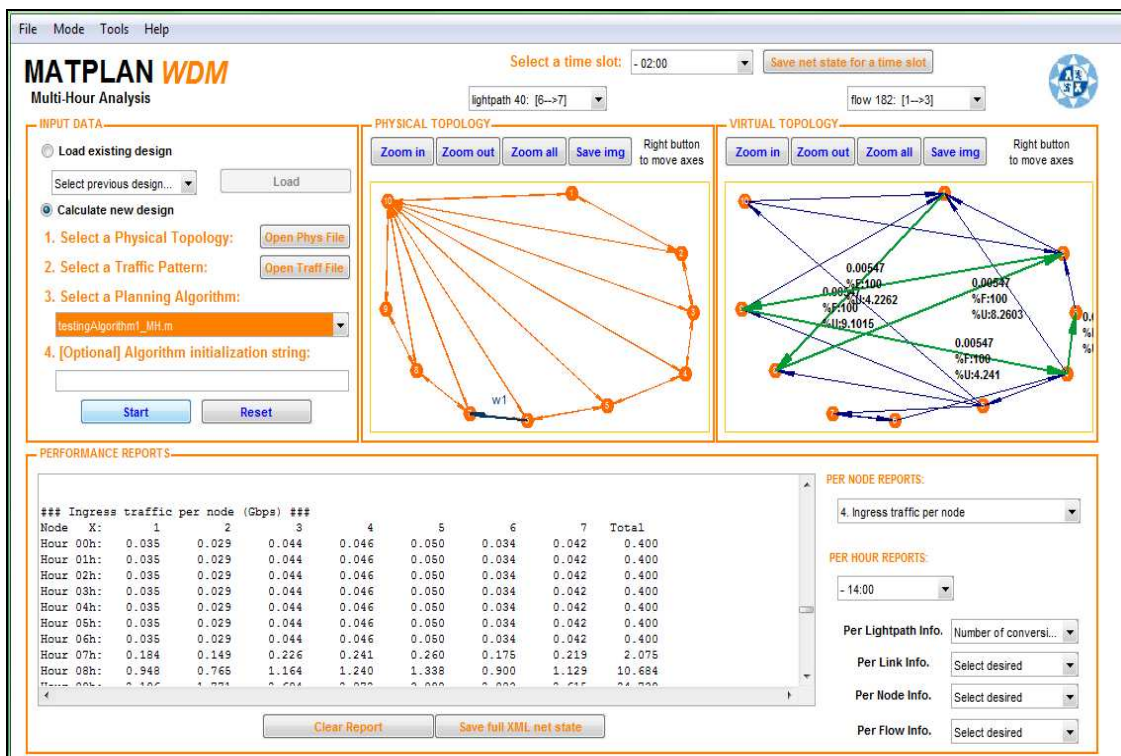 File Mode Tools Help
MATPLAN WDM
Multi-Hour Analysis
Select a time slot: - 02:00 Save net state for a time slot
lightpath 40: [6-->7] flow 182: [1-->3]
INPUT DATA
Load existing design
Select previous design... Load
Calculate new design
1. Select a Physical Topology: Open Phys File
2. Select a Traffic Pattern: Open Traff File
3. Select a Planning Algorithm:
testingAlgorithm1_MH.m
4. [Optional] Algorithm initialization string:
Start Reset
PHYSICAL TOPOLOGY
Zoom in Zoom out Zoom all Save img Right button
to move axes
10 1
2
3
9
4
8
w1
VIRTUAL TOPOLOGY
Zoom in Zoom out Zoom all Save img Right button
to move axes
0.00547
%F:100
%U:4.2262
%F:100
%U:9.1015
0.00547
%F:100
%U:8.2603
0.00547
%F:100
%U:4.241
PERFORMANCE REPORTS
### Ingress traffic per node (Gbps) ###
Node X: 1 2 3 4 5 6 7 Total
Hour 00h: 0.035 0.029 0.044 0.046 0.050 0.034 0.042 0.400
Hour 01h: 0.035 0.029 0.044 0.046 0.050 0.034 0.042 0.400
Hour 02h: 0.035 0.029 0.044 0.046 0.050 0.034 0.042 0.400
Hour 03h: 0.035 0.029 0.044 0.046 0.050 0.034 0.042 0.400
Hour 04h: 0.035 0.029 0.044 0.046 0.050 0.034 0.042 0.400
Hour 05h: 0.035 0.029 0.044 0.046 0.050 0.034 0.042 0.400
Hour 06h: 0.035 0.029 0.044 0.046 0.050 0.034 0.042 0.400
Hour 07h: 0.184 0.149 0.226 0.241 0.260 0.175 0.219 2.075
Hour 08h: 0.948 0.765 1.164 1.240 1.338 0.900 1.129 10.684
Clear Report Save full XML net state
PER NODE REPORTS:
4. Ingress traffic per node
PER HOUR REPORTS:
- 14:00
Per Lightpath Info. Number of conversi...
Per Link Info. Select desired
Per Node Info. Select desired
Per Flow Info. Select desired